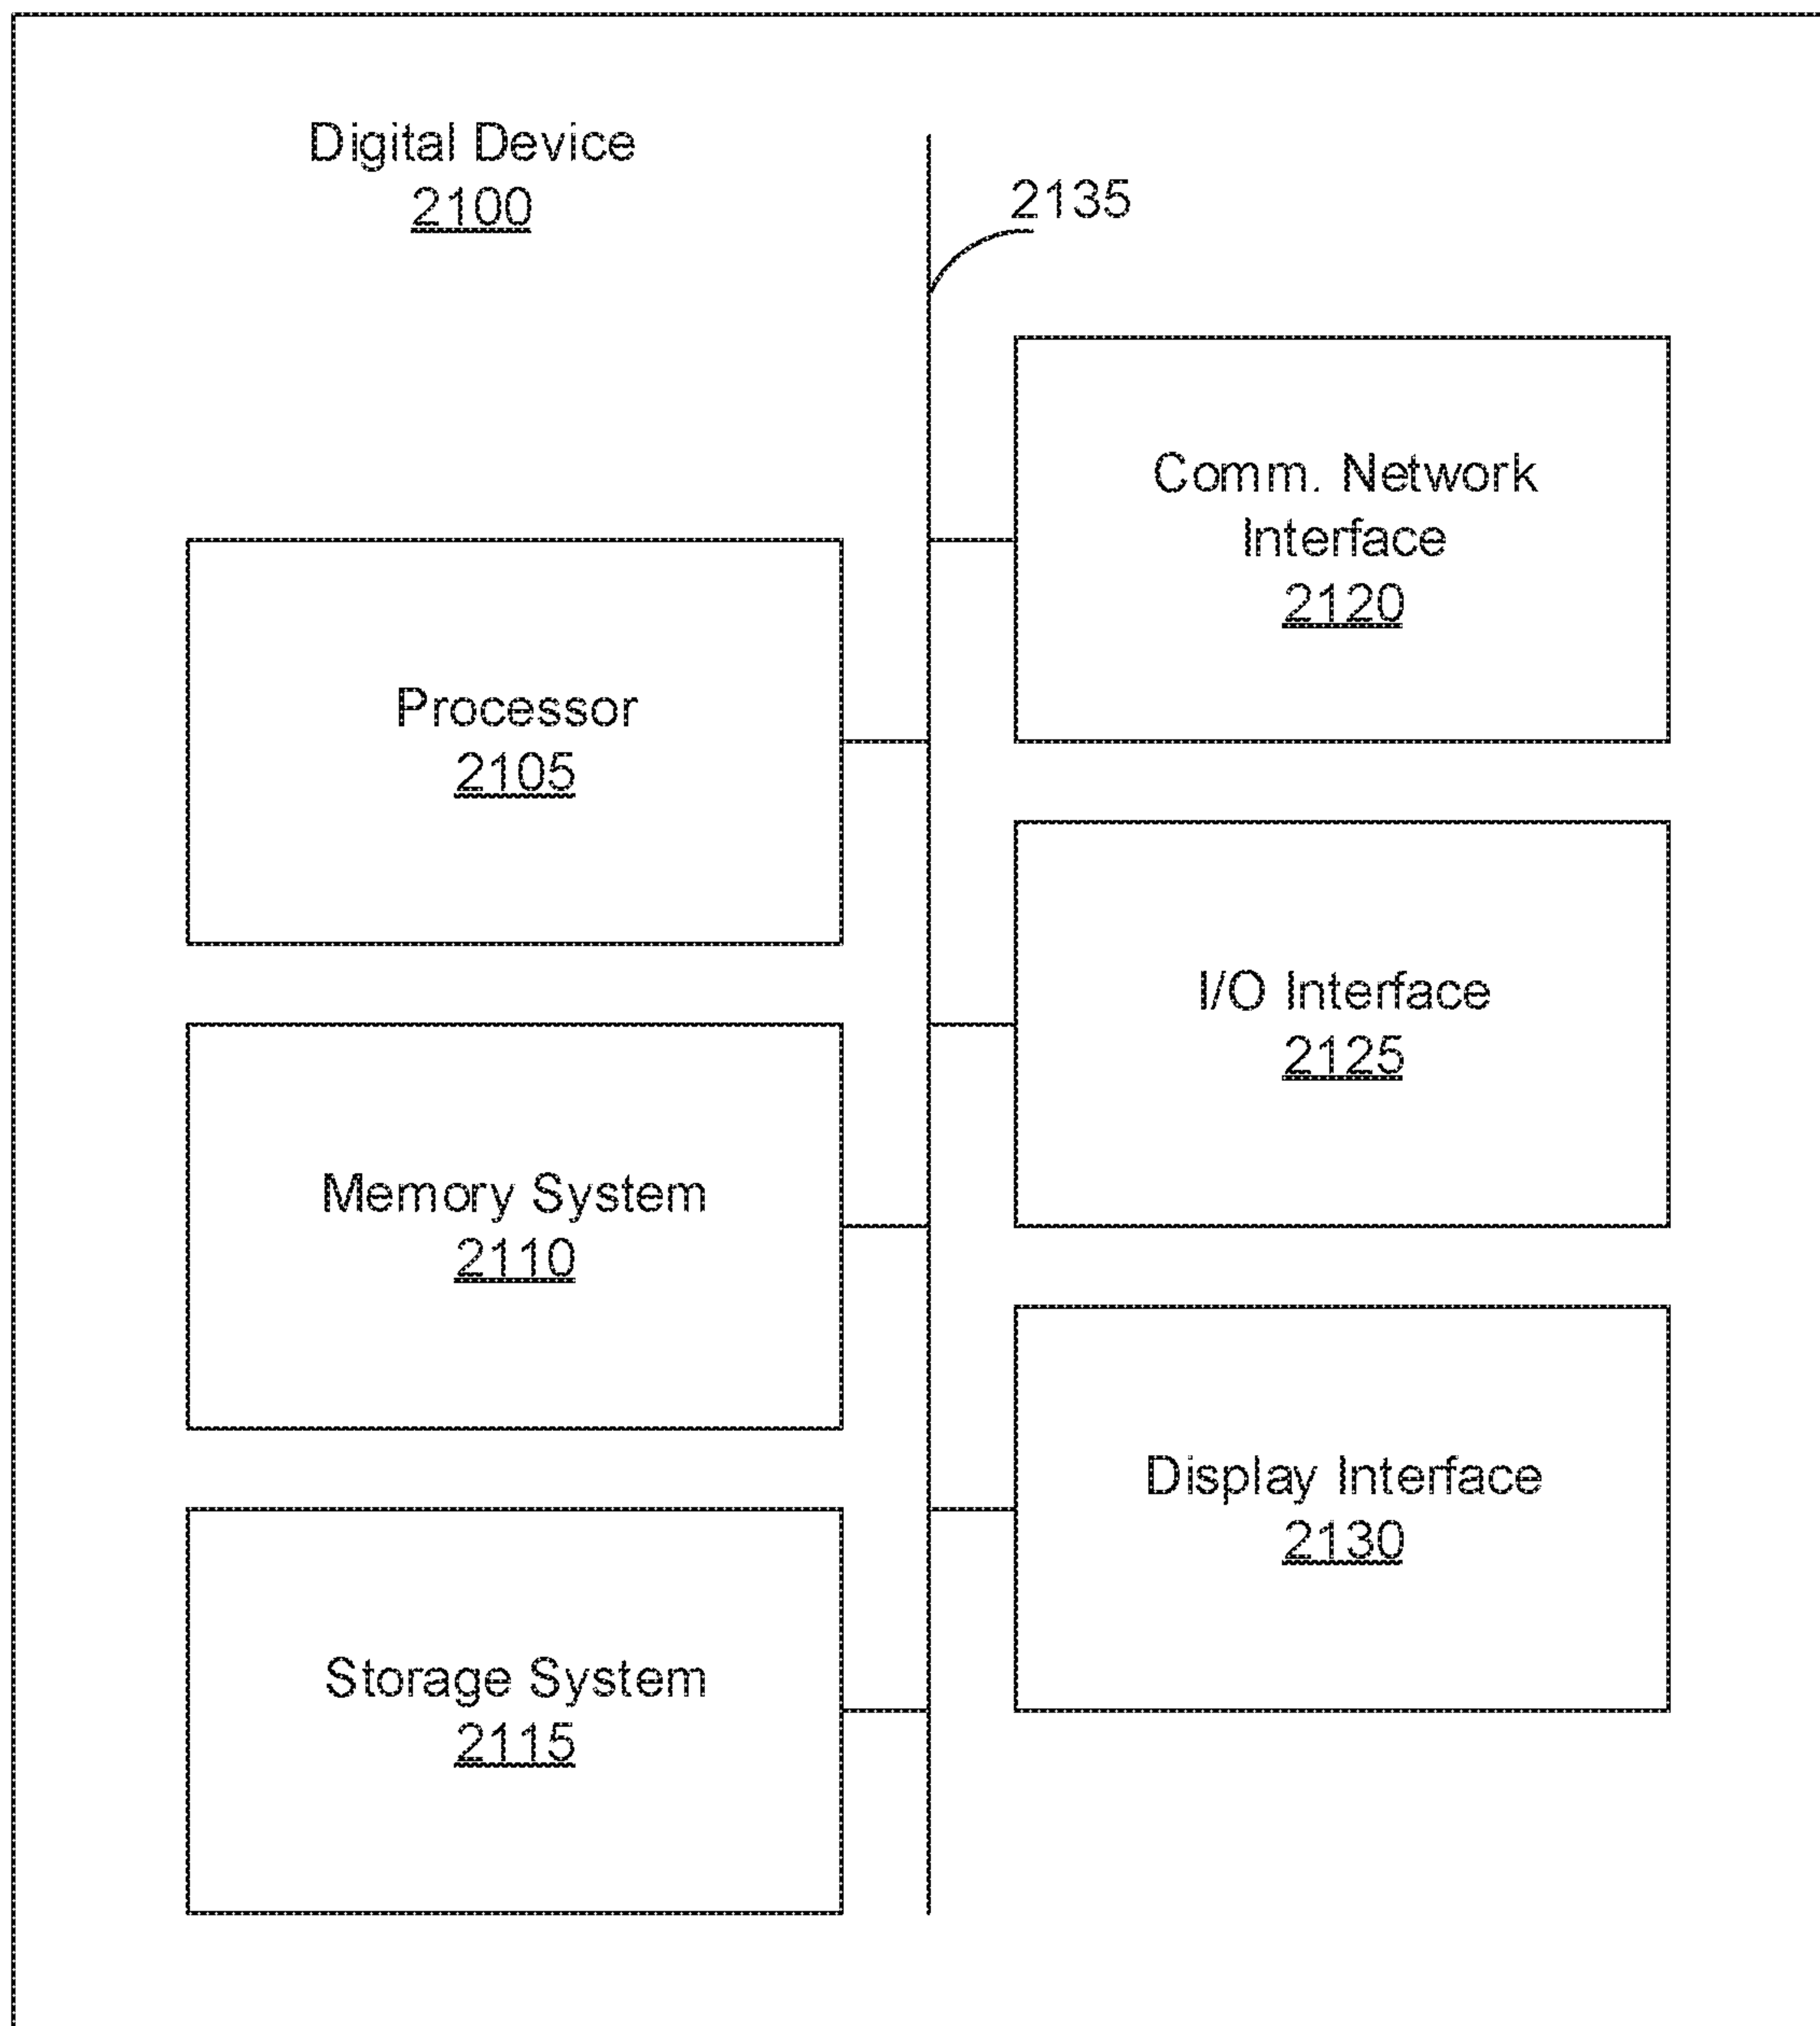 Digital Device
2100
2135
Comm. Network
Interface
2120
Processor
2105
I/O Interface
2125
Memory System
2110
Display Interface
2130
Storage System
2115